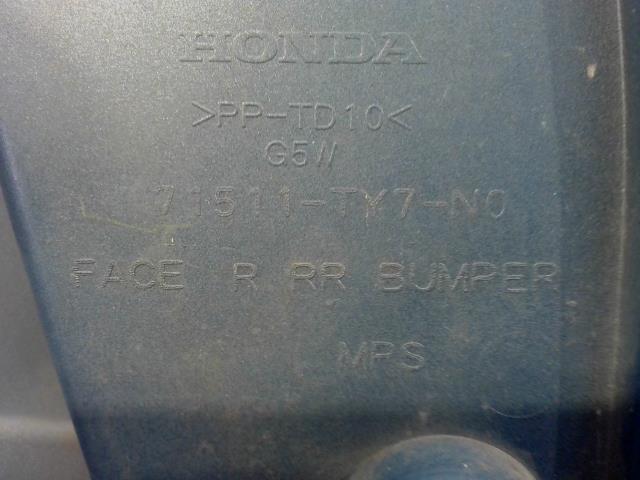 HONDA
>PP-TD10<
G5W
71511-TY7-N0
FACE R RR BUMPER
MPS